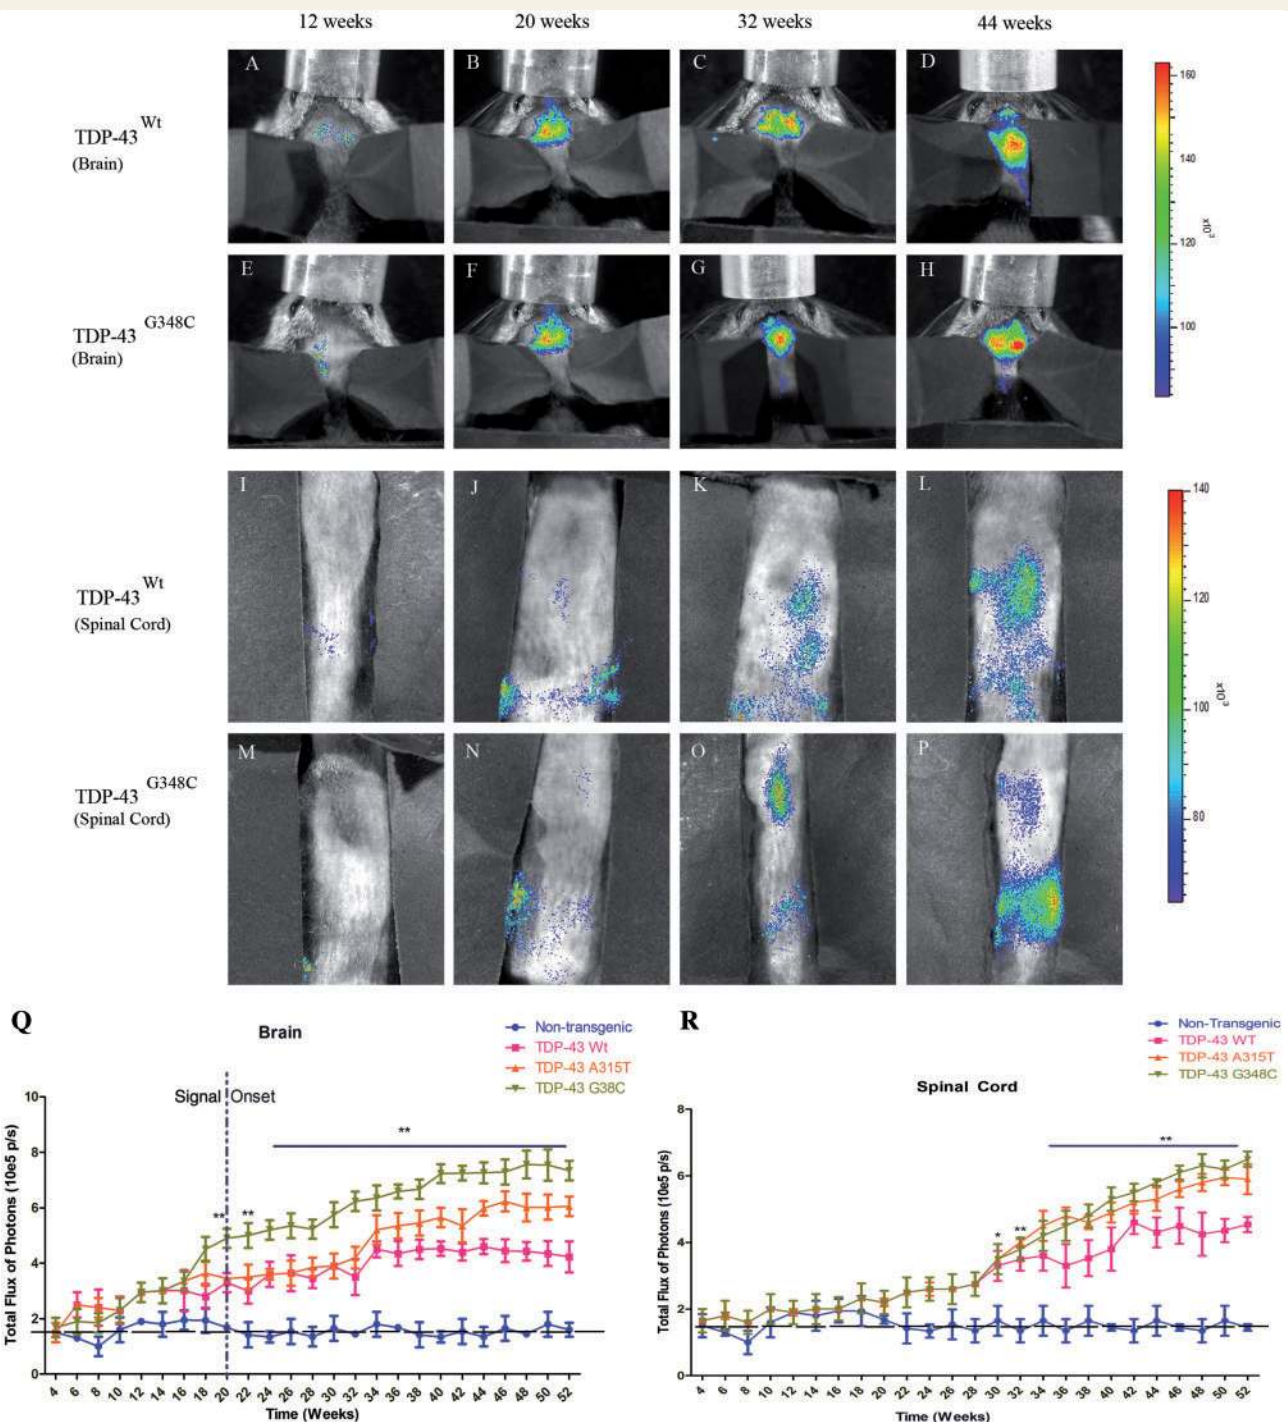 12 weeks 20 weeks 32 weeks 44 weeks
A B C D
TDP-43 Wt
(Brain)
160
140
120
100
x10³
E F G H
TDP-43 G348C
(Brain)
I J K L
TDP-43 Wt
(Spinal Cord)
140
120
100
80
x10³
M N O P
TDP-43 G348C
(Spinal Cord)
Q
Brain
Non-transgenic
TDP-43 Wt
TDP-43 A315T
TDP-43 G38C
Signal Onset
**
** **
Total Flux of Photons (10e5 p/s)
10
8
6
4
2
0
4 6 8 10 12 14 16 18 20 22 24 26 28 30 32 34 36 38 40 42 44 46 48 50 52
Time (Weeks)
R
Spinal Cord
Non-Transgenic
TDP-43 WT
TDP-43 A315T
TDP-43 G348C
**
* **
Total Flux of Photons (10e5 p/s)
8
6
4
2
0
4 6 8 10 12 14 16 18 20 22 24 26 28 30 32 34 36 38 40 42 44 46 48 50 52
Time (Weeks)